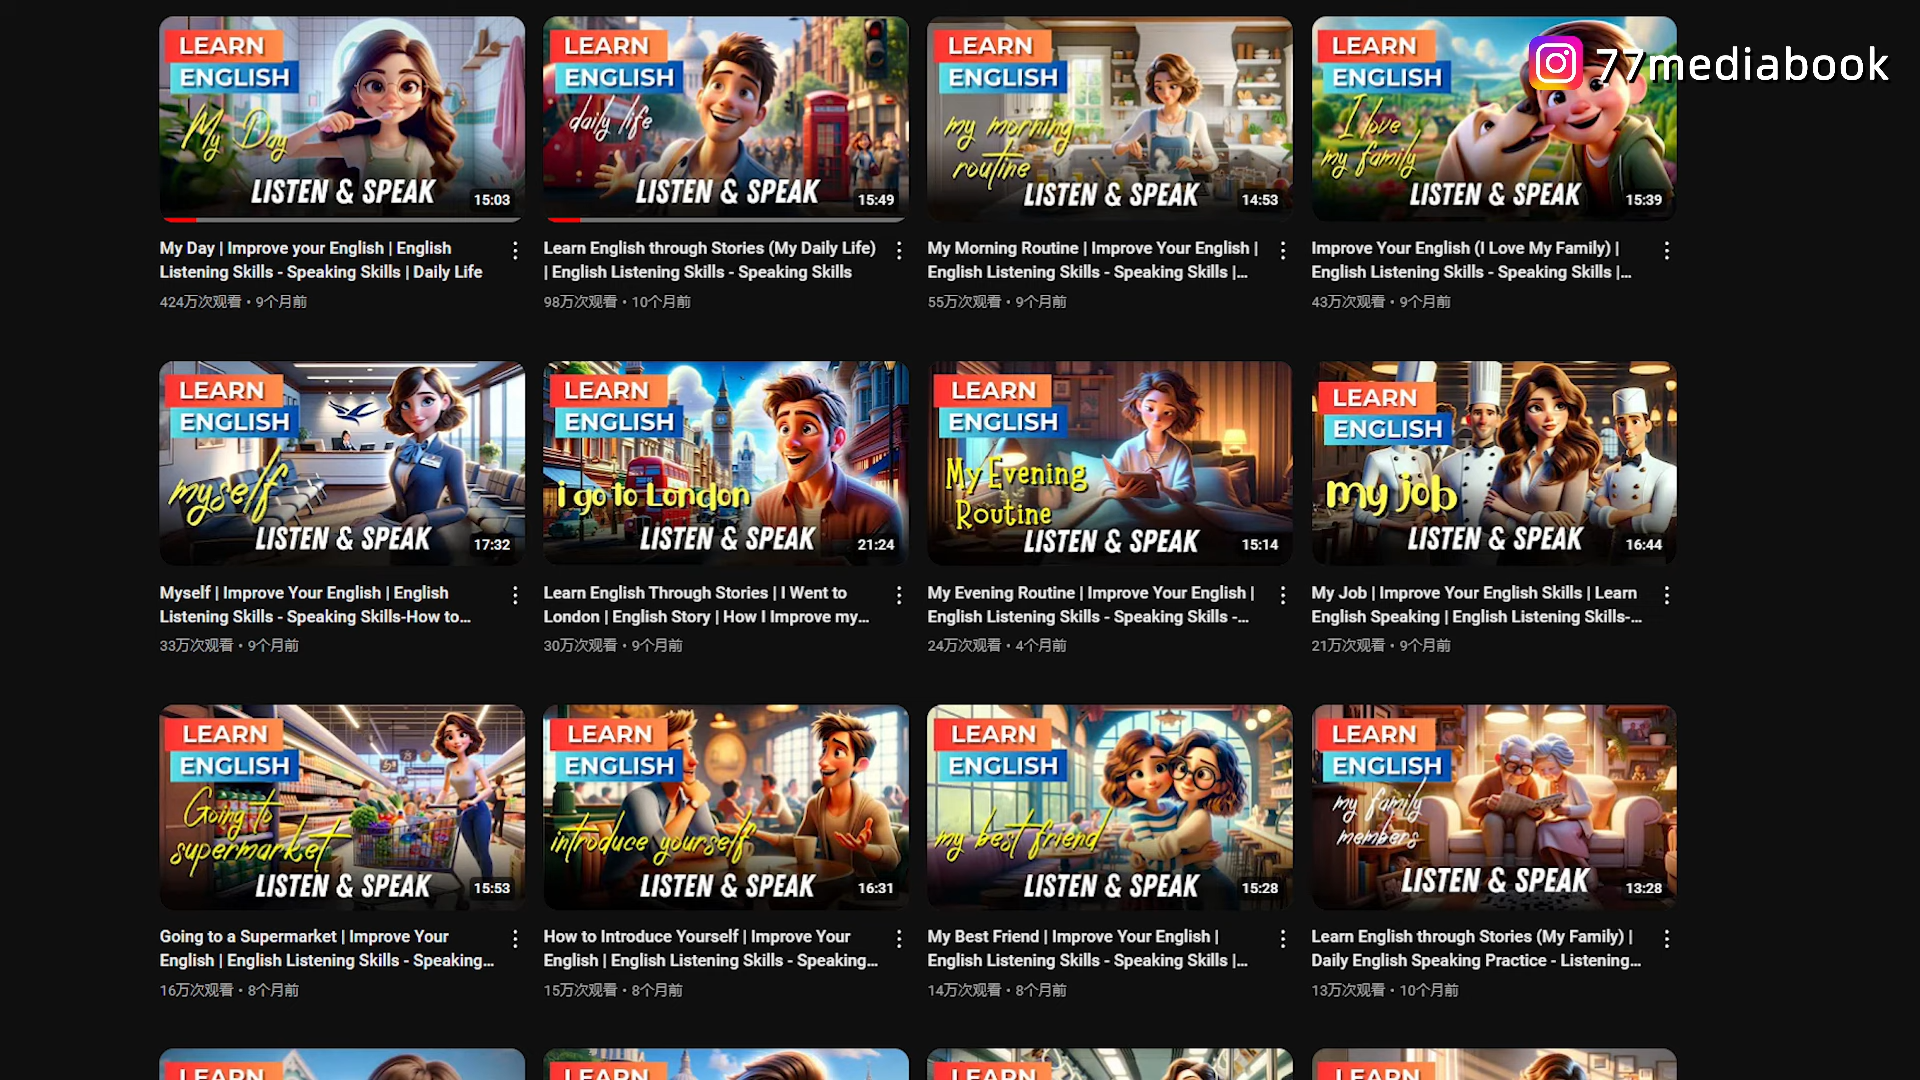 77mediabook
LEARN
ENGLISH
My Day
LISTEN & SPEAK
15:03
My Day | Improve your English | English
Listening Skills - Speaking Skills | Daily Life
424万次观看 • 9个月前
LEARN
ENGLISH
daily life
LISTEN & SPEAK
15:49
Learn English through Stories (My Daily Life)
| English Listening Skills - Speaking Skills
98万次观看 • 10个月前
LEARN
ENGLISH
my morning
routine
LISTEN & SPEAK
14:53
My Morning Routine | Improve Your English |
English Listening Skills - Speaking Skills |...
55万次观看 • 9个月前
LEARN
ENGLISH
I love
my family
LISTEN & SPEAK
15:39
Improve Your English (I Love My Family) |
English Listening Skills - Speaking Skills |...
43万次观看 • 9个月前
LEARN
ENGLISH
myself
LISTEN & SPEAK
17:32
Myself | Improve Your English | English
Listening Skills - Speaking Skills-How to...
33万次观看 • 9个月前
LEARN
ENGLISH
i go to London
LISTEN & SPEAK
21:24
Learn English Through Stories | I Went to
London | English Story | How I Improve my...
30万次观看 • 9个月前
LEARN
ENGLISH
My Evening
Routine
LISTEN & SPEAK
15:14
My Evening Routine | Improve Your English |
English Listening Skills - Speaking Skills -...
24万次观看 • 4个月前
LEARN
ENGLISH
my job
LISTEN & SPEAK
16:44
My Job | Improve Your English Skills | Learn
English Speaking | English Listening Skills-...
21万次观看 • 9个月前
LEARN
ENGLISH
Going to
supermarket
LISTEN & SPEAK
15:53
Going to a Supermarket | Improve Your
English | English Listening Skills - Speaking...
16万次观看 • 8个月前
LEARN
ENGLISH
introduce yourself
LISTEN & SPEAK
16:31
How to Introduce Yourself | Improve Your
English | English Listening Skills - Speaking...
15万次观看 • 8个月前
LEARN
ENGLISH
my best friend
LISTEN & SPEAK
15:28
My Best Friend | Improve Your English |
English Listening Skills - Speaking Skills |...
14万次观看 • 8个月前
LEARN
ENGLISH
my family
members
LISTEN & SPEAK
13:28
Learn English through Stories (My Family) |
Daily English Speaking Practice - Listening...
13万次观看 • 10个月前
LEARN
LEARN
LEARN
LEARN